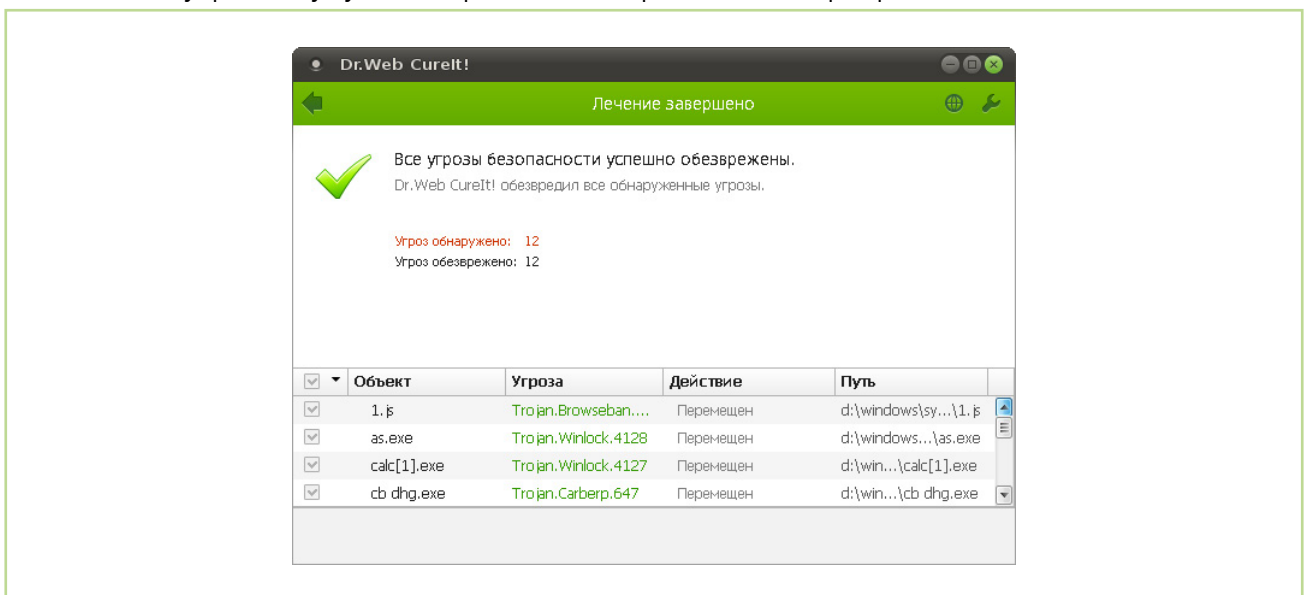 Dr.Web CureIt!
Лечение завершено
Все угрозы безопасности успешно обезврежены.
Dr.Web CureIt! обезвредил все обнаруженные угрозы.
Угроз обнаружено: 12
Угроз обезврежено: 12
Объект Угроза Действие Путь
1.js Trojan.Browseban.... Перемещен d:\windows\sy...\1.js
as.exe Trojan.Winlock.4128 Перемещен d:\windows...\as.exe
calc[1].exe Trojan.Winlock.4127 Перемещен d:\win...\calc[1].exe
cb dhg.exe Trojan.Carberp.647 Перемещен d:\win...\cb dhg.exe